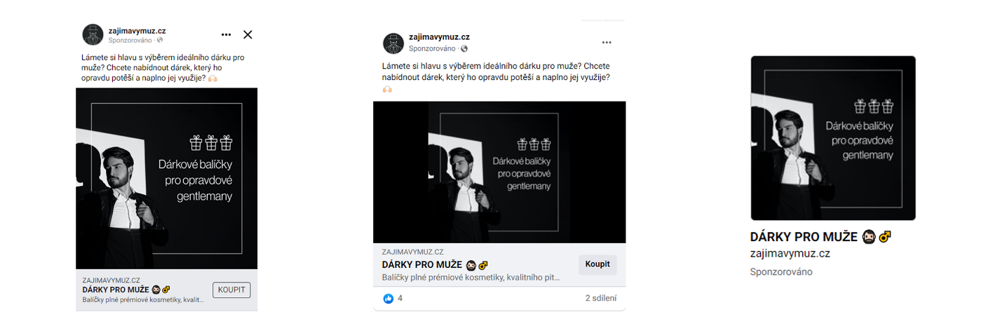 zajimavymuz.cz
Sponzorováno ·
Lámete si hlavu s výběrem ideálního dárku pro
muže? Chcete nabídnout dárek, který ho
opravdu potěší a naplno jej využije? 🙌🏻
Dárkové balíčky
pro opravdové
gentlemany
ZAJIMAVYMUZ.CZ
DÁRKY PRO MUŽE 🧔🏻♂️
Balíčky plné prémiové kosmetiky, kvalit...
KOUPIT
zajimavymuz.cz
Sponzorováno ·
Lámete si hlavu s výběrem ideálního dárku pro muže? Chcete
nabídnout dárek, který ho opravdu potěší a naplno jej využije?
🙌🏻
Dárkové balíčky
pro opravdové
gentlemany
ZAJIMAVYMUZ.CZ
DÁRKY PRO MUŽE 🧔🏻♂️
Balíčky plné prémiové kosmetiky, kvalitního pit...
Koupit
4
2 sdílení
Dárkové balíčky
pro opravdové
gentlemany
DÁRKY PRO MUŽE 🧔🏻♂️
zajimavymuz.cz
Sponzorováno